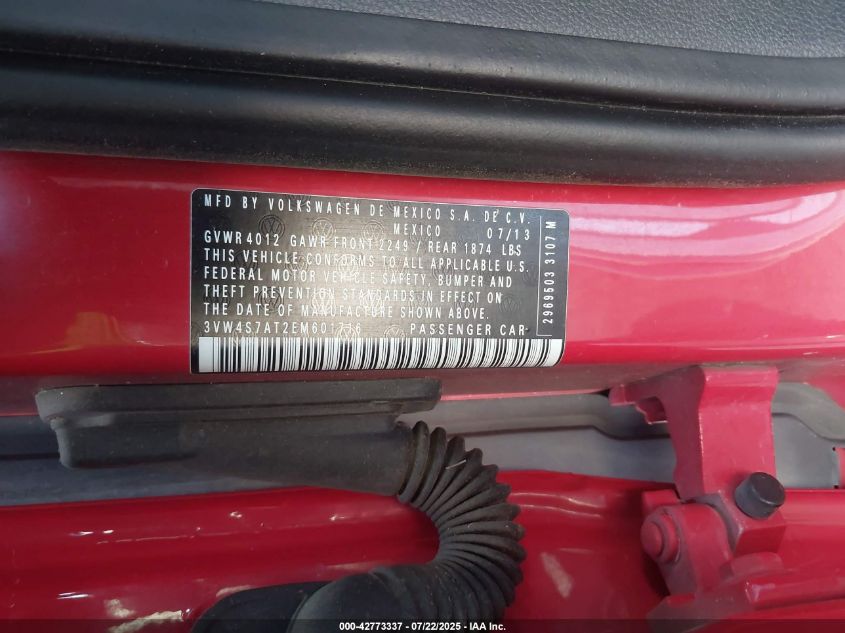 MFD BY VOLKSWAGEN DE MEXICO S.A. DE C.V.
MEXICO 07/13
GVWR 4012 GAWR FRONT 2249 / REAR 1874 LBS
THIS VEHICLE CONFORMS TO ALL APPLICABLE U.S.
FEDERAL MOTOR VEHICLE SAFETY, BUMPER AND
THEFT PREVENTION STANDARDS IN EFFECT ON
THE DATE OF MANUFACTURE SHOWN ABOVE.
3VW4S7AT2EM601716 PASSENGER CAR
2969503 3107 M
000-42773337 - 07/22/2025 - IAA Inc.